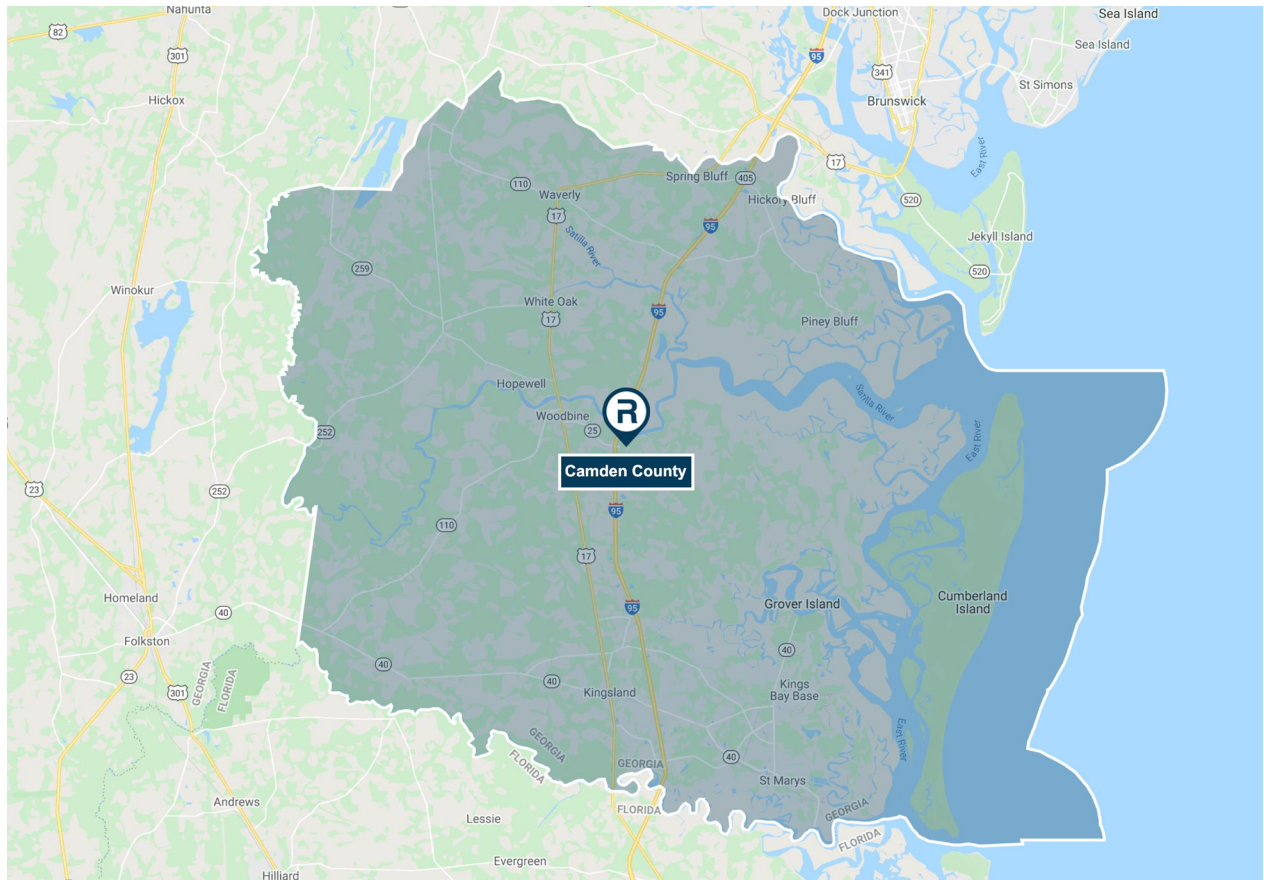 Nahunta
Dock Junction
Sea Island
82
301
95
Sea Island
341
St Simons
Hickox
Brunswick
East River
17
Spring Bluff
405
110
Waverly
Hickory Bluff
520
17
95
Satilla River
Jekyll Island
259
520
Winokur
White Oak
95
17
Piney Bluff
Hopewell
R
Satilla River
Woodbine
25
252
East River
Camden County
23
252
95
110
17
Homeland
Grover Island
Cumberland
Island
95
40
Folkston
40
40
23
GEORGIA
FLORIDA
301
40
Kingsland
Kings
Bay Base
East River
GEORGIA
FLORIDA
GEORGIA
40
St Marys
Andrews
FLORIDA
GEORGIA
FLORIDA
Lessie
Evergreen
Hilliard